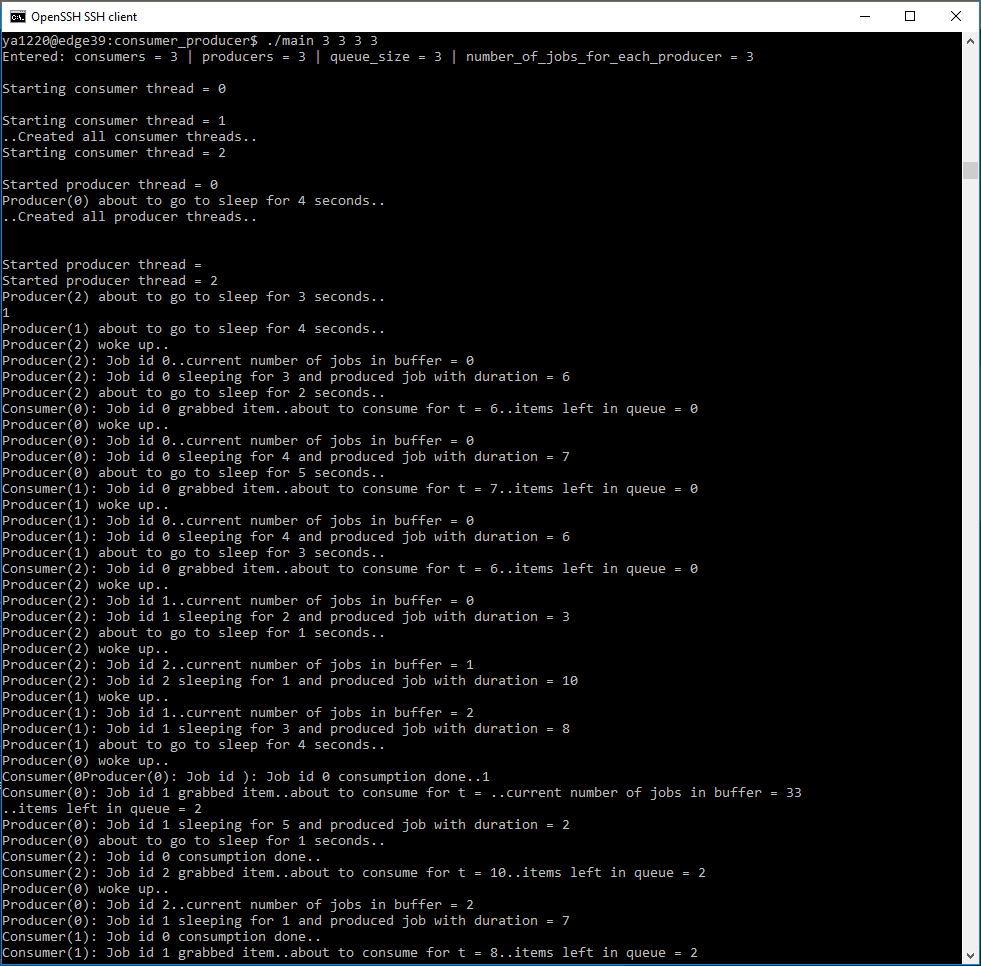 OpenSSH SSH client
ya1220@edge39:consumer_producer$ ./main 3 3 3 3
Entered: consumers = 3 | producers = 3 | queue_size = 3 | number_of_jobs_for_each_producer = 3
Starting consumer thread = 0
Starting consumer thread = 1
..Created all consumer threads..
Starting consumer thread = 2
Started producer thread = 0
Producer(0) about to go to sleep for 4 seconds..
..Created all producer threads..
Started producer thread =
Started producer thread = 2
Producer(2) about to go to sleep for 3 seconds..
1
Producer(1) about to go to sleep for 4 seconds..
Producer(2) woke up..
Producer(2): Job id 0..current number of jobs in buffer = 0
Producer(2): Job id 0 sleeping for 3 and produced job with duration = 6
Producer(2) about to go to sleep for 2 seconds..
Consumer(0): Job id 0 grabbed item..about to consume for t = 6..items left in queue = 0
Producer(0) woke up..
Producer(0): Job id 0..current number of jobs in buffer = 0
Producer(0): Job id 0 sleeping for 4 and produced job with duration = 7
Producer(0) about to go to sleep for 5 seconds..
Consumer(1): Job id 0 grabbed item..about to consume for t = 7..items left in queue = 0
Producer(1) woke up..
Producer(1): Job id 0..current number of jobs in buffer = 0
Producer(1): Job id 0 sleeping for 4 and produced job with duration = 6
Producer(1) about to go to sleep for 3 seconds..
Consumer(2): Job id 0 grabbed item..about to consume for t = 6..items left in queue = 0
Producer(2) woke up..
Producer(2): Job id 1..current number of jobs in buffer = 0
Producer(2): Job id 1 sleeping for 2 and produced job with duration = 3
Producer(2) about to go to sleep for 1 seconds..
Producer(2) woke up..
Producer(2): Job id 2..current number of jobs in buffer = 1
Producer(2): Job id 2 sleeping for 1 and produced job with duration = 10
Producer(1) woke up..
Producer(1): Job id 1..current number of jobs in buffer = 2
Producer(1): Job id 1 sleeping for 3 and produced job with duration = 8
Producer(1) about to go to sleep for 4 seconds..
Producer(0) woke up..
Consumer(0Producer(0): Job id ): Job id 0 consumption done..1
Consumer(0): Job id 1 grabbed item..about to consume for t = ..current number of jobs in buffer = 33
..items left in queue = 2
Producer(0): Job id 1 sleeping for 5 and produced job with duration = 2
Producer(0) about to go to sleep for 1 seconds..
Consumer(2): Job id 0 consumption done..
Consumer(2): Job id 2 grabbed item..about to consume for t = 10..items left in queue = 2
Producer(0) woke up..
Producer(0): Job id 2..current number of jobs in buffer = 2
Producer(0): Job id 1 sleeping for 1 and produced job with duration = 7
Consumer(1): Job id 0 consumption done..
Consumer(1): Job id 1 grabbed item..about to consume for t = 8..items left in queue = 2